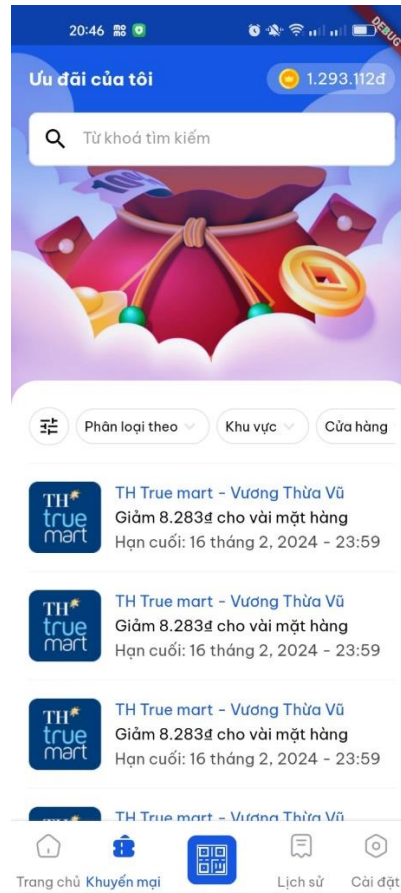 20:46
DEBUG
Ưu đãi của tôi
1.293.112đ
Từ khoá tìm kiếm
10%
Phân loại theo
Khu vực
Cửa hàng
TH true mart
TH True mart - Vương Thừa Vũ
Giảm 8.283₫ cho vài mặt hàng
Hạn cuối: 16 tháng 2, 2024 - 23:59
TH true mart
TH True mart - Vương Thừa Vũ
Giảm 8.283₫ cho vài mặt hàng
Hạn cuối: 16 tháng 2, 2024 - 23:59
TH true mart
TH True mart - Vương Thừa Vũ
Giảm 8.283₫ cho vài mặt hàng
Hạn cuối: 16 tháng 2, 2024 - 23:59
TH
TH True mart - Vương Thừa Vũ
Trang chủ
Khuyến mại
Lịch sử
Cài đặt